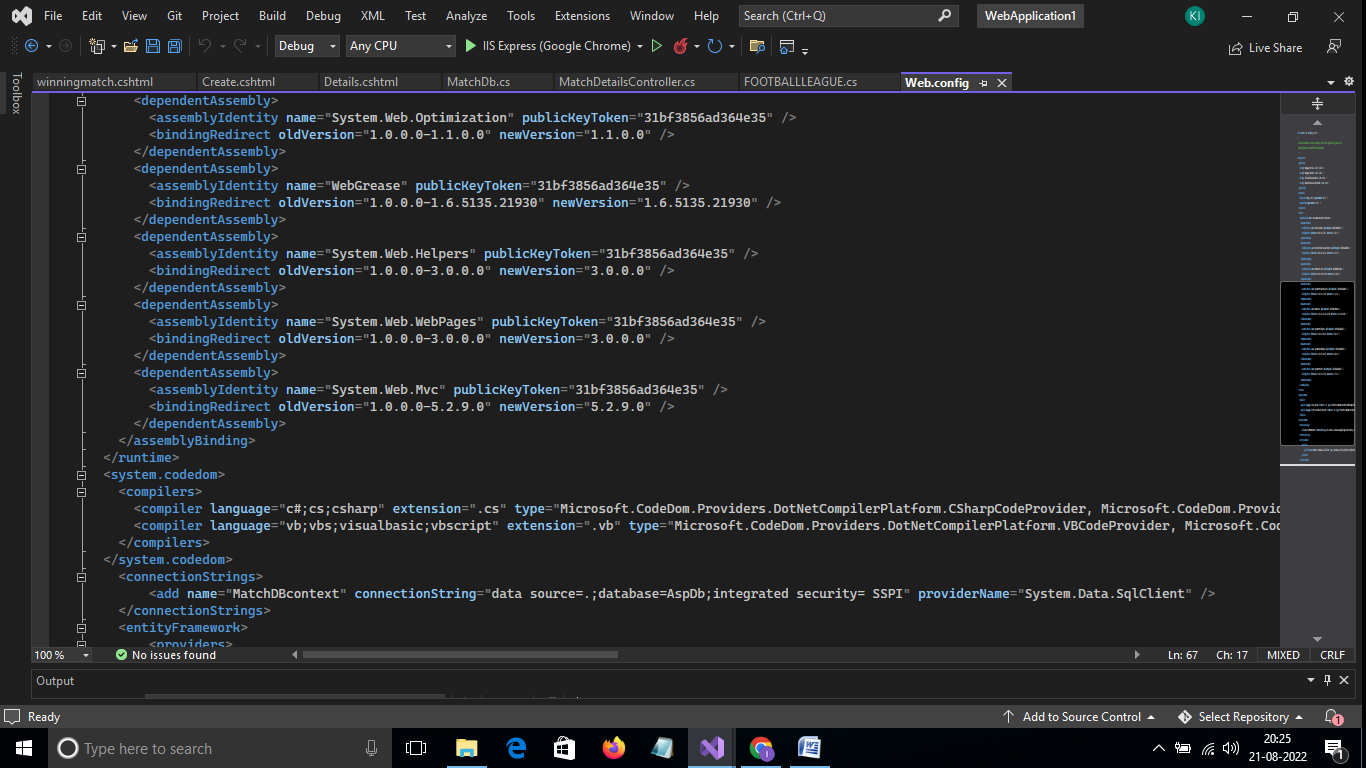 File Edit View Git Project Build Debug XML Test Analyze Tools Extensions Window Help Search (Ctrl+Q) WebApplication1 KI
Debug Any CPU IIS Express (Google Chrome) Live Share
Toolbox
winningmatch.cshtml Create.cshtml Details.cshtml MatchDb.cs MatchDetailsController.cs FOOTBALLLEAGUE.cs Web.config
<dependentAssembly>
<assemblyIdentity name="System.Web.Optimization" publicKeyToken="31bf3856ad364e35" />
<bindingRedirect oldVersion="1.0.0.0-1.1.0.0" newVersion="1.1.0.0" />
</dependentAssembly>
<dependentAssembly>
<assemblyIdentity name="WebGrease" publicKeyToken="31bf3856ad364e35" />
<bindingRedirect oldVersion="1.0.0.0-1.6.5135.21930" newVersion="1.6.5135.21930" />
</dependentAssembly>
<dependentAssembly>
<assemblyIdentity name="System.Web.Helpers" publicKeyToken="31bf3856ad364e35" />
<bindingRedirect oldVersion="1.0.0.0-3.0.0.0" newVersion="3.0.0.0" />
</dependentAssembly>
<dependentAssembly>
<assemblyIdentity name="System.Web.WebPages" publicKeyToken="31bf3856ad364e35" />
<bindingRedirect oldVersion="1.0.0.0-3.0.0.0" newVersion="3.0.0.0" />
</dependentAssembly>
<dependentAssembly>
<assemblyIdentity name="System.Web.Mvc" publicKeyToken="31bf3856ad364e35" />
<bindingRedirect oldVersion="1.0.0.0-5.2.9.0" newVersion="5.2.9.0" />
</dependentAssembly>
</assemblyBinding>
</runtime>
<system.codedom>
<compilers>
<compiler language="c#;cs;csharp" extension=".cs" type="Microsoft.CodeDom.Providers.DotNetCompilerPlatform.CSharpCodeProvider, Microsoft.CodeDom.Provid
<compiler language="vb;vbs;visualbasic;vbscript" extension=".vb" type="Microsoft.CodeDom.Providers.DotNetCompilerPlatform.VBCodeProvider, Microsoft.Cod
</compilers>
</system.codedom>
<connectionStrings>
<add name="MatchDBcontext" connectionString="data source=.;database=AspDb;integrated security= SSPI" providerName="System.Data.SqlClient" />
</connectionStrings>
<entityFramework>
<providers>
100 % No issues found Ln: 67 Ch: 17 MIXED CRLF
Output
Ready Add to Source Control Select Repository 1
Type here to search 20:25
21-08-2022 1